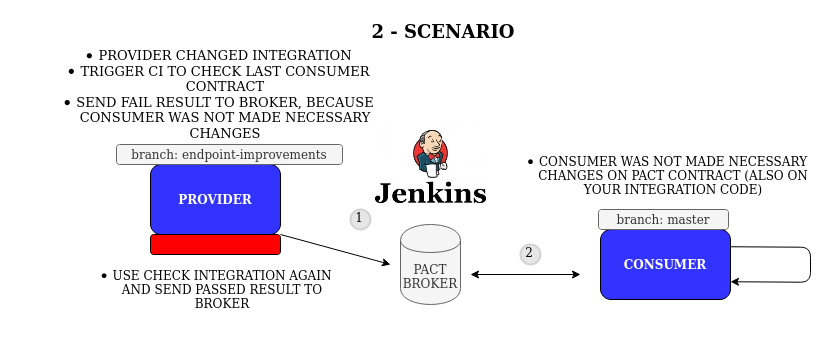 2 - SCENARIO
• PROVIDER CHANGED INTEGRATION
• TRIGGER CI TO CHECK LAST CONSUMER
CONTRACT
• SEND FAIL RESULT TO BROKER, BECAUSE
CONSUMER WAS NOT MADE NECESSARY
CHANGES
branch: endpoint-improvements
PROVIDER
• USE CHECK INTEGRATION AGAIN
AND SEND PASSED RESULT TO
BROKER
Jenkins
1
PACT
BROKER
2
• CONSUMER WAS NOT MADE NECESSARY
CHANGES ON PACT CONTRACT (ALSO ON
YOUR INTEGRATION CODE)
branch: master
CONSUMER